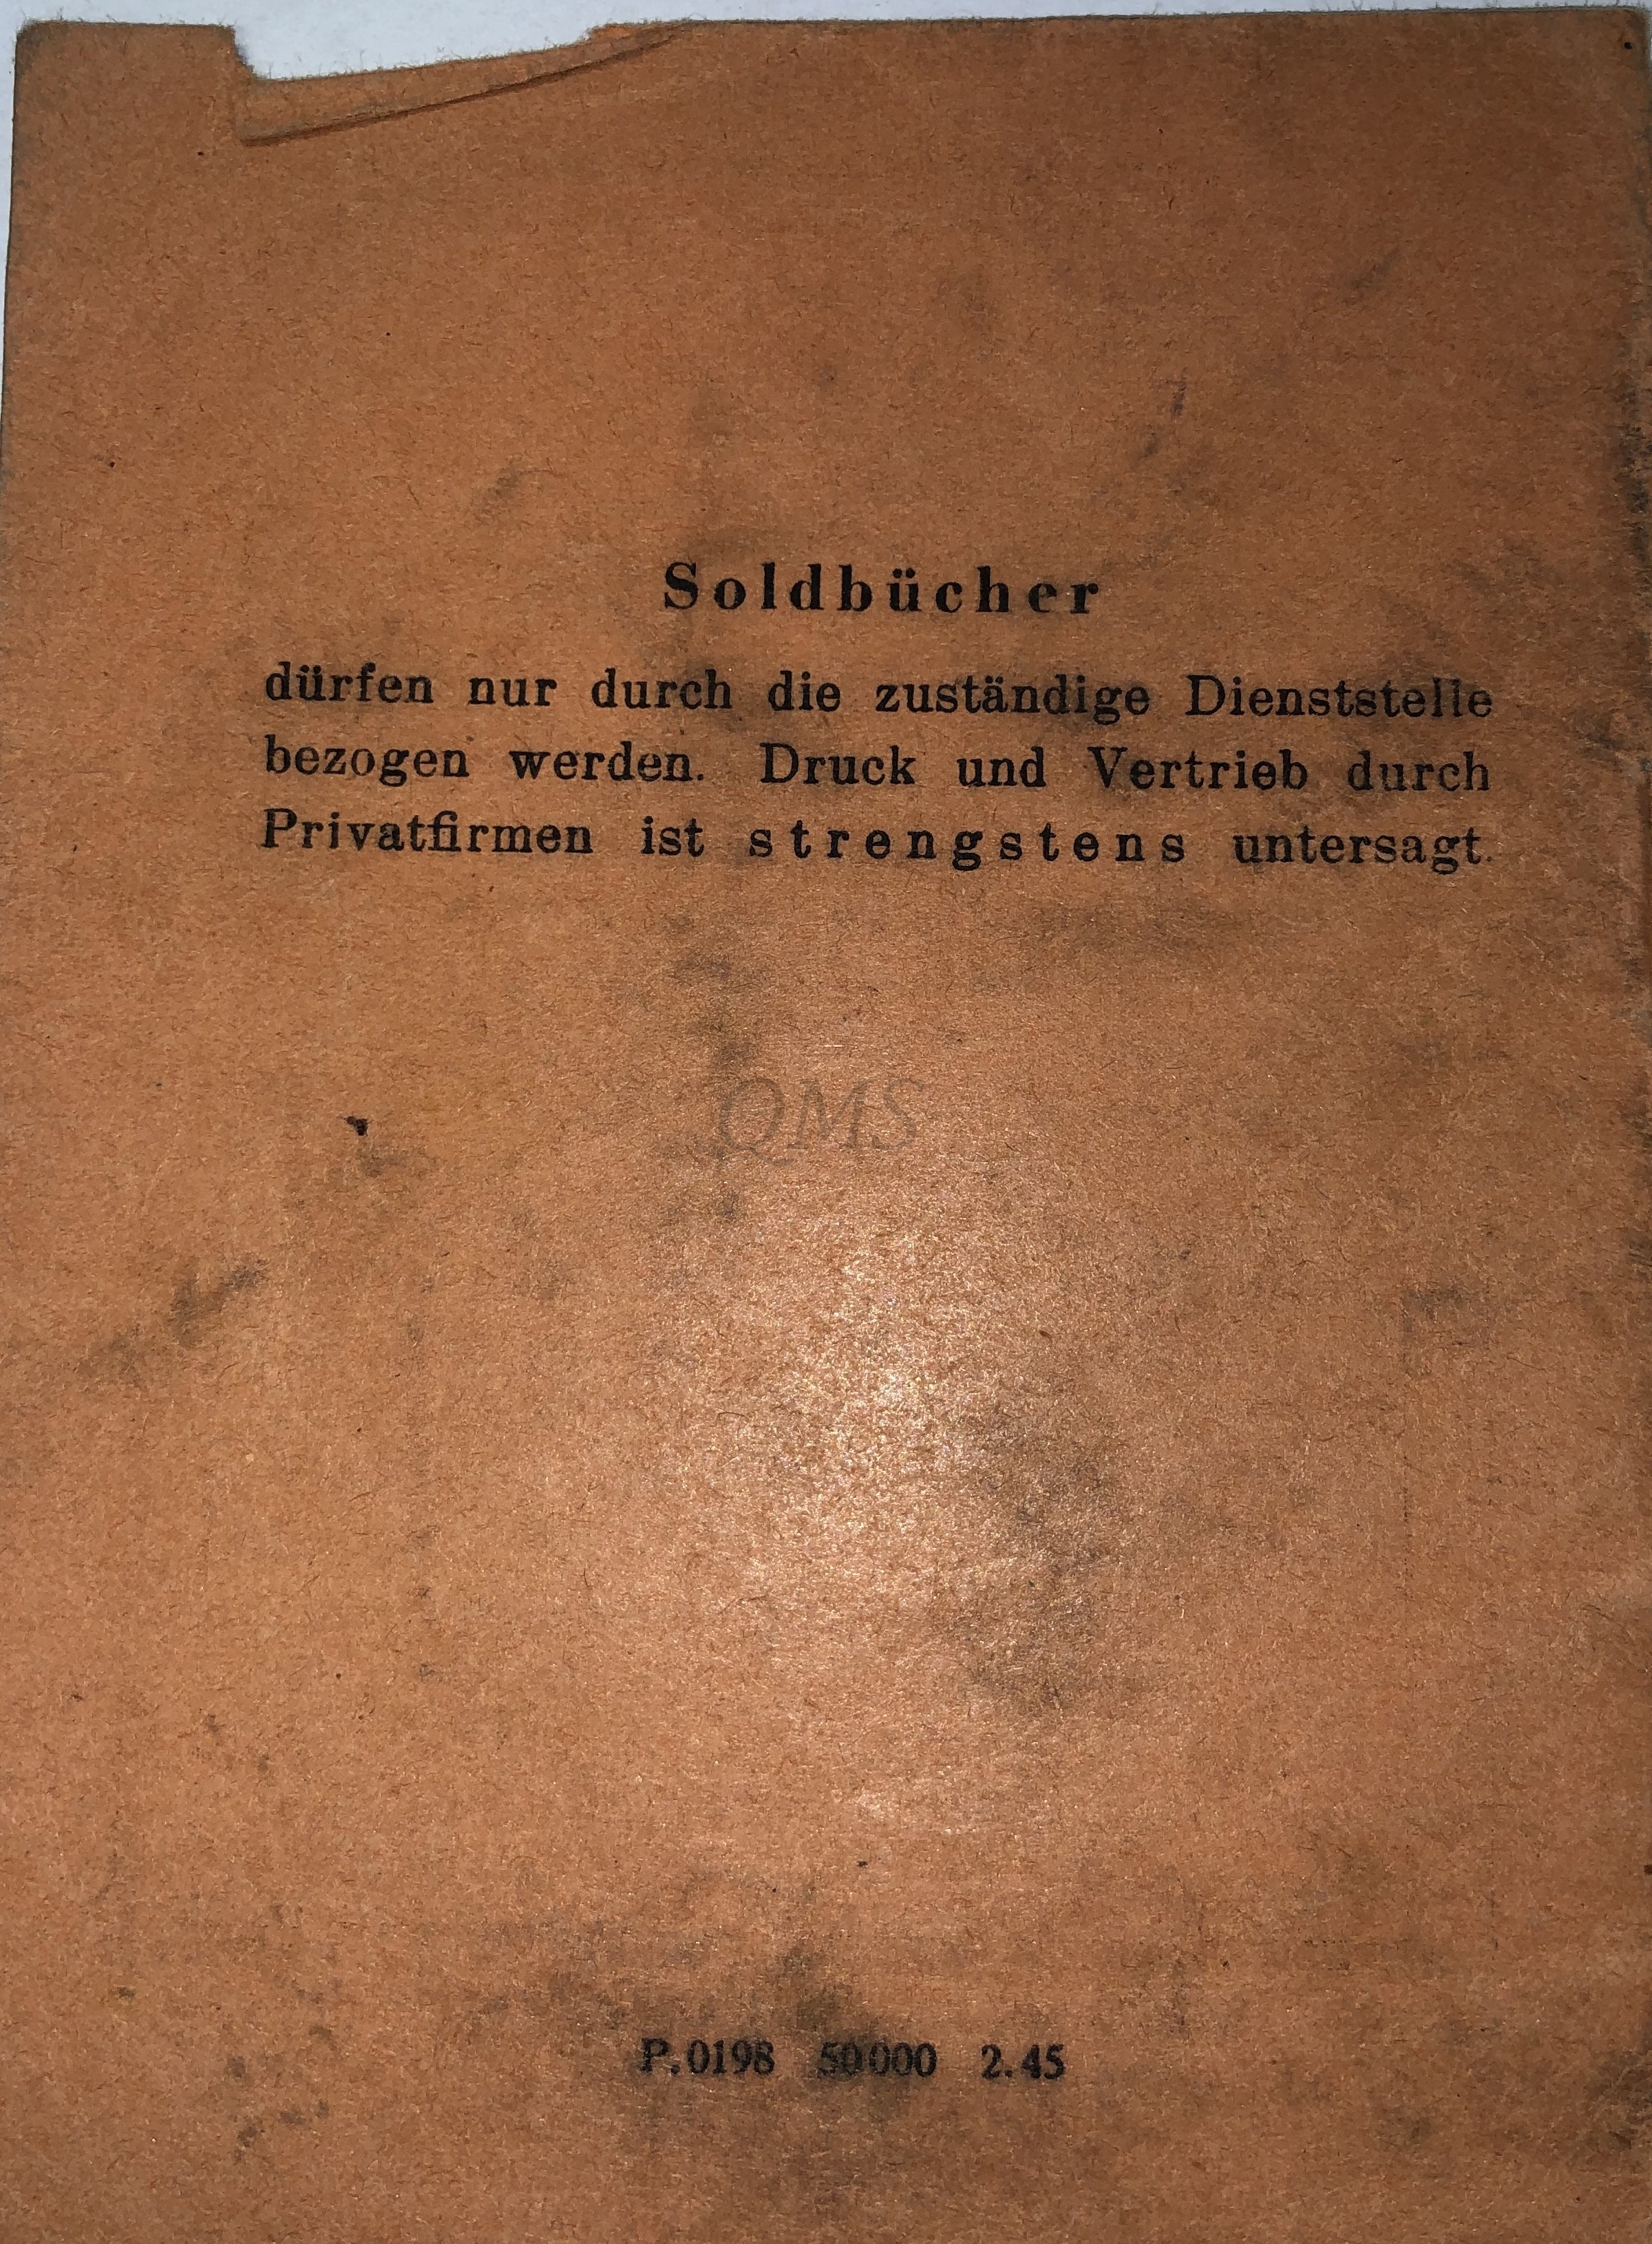 Soldbücher
dürfen nur durch die zuständige Dienststelle
bezogen werden. Druck und Vertrieb durch
Privatfirmen ist strengstens untersagt.
QMS
P.0198 50000 2.45